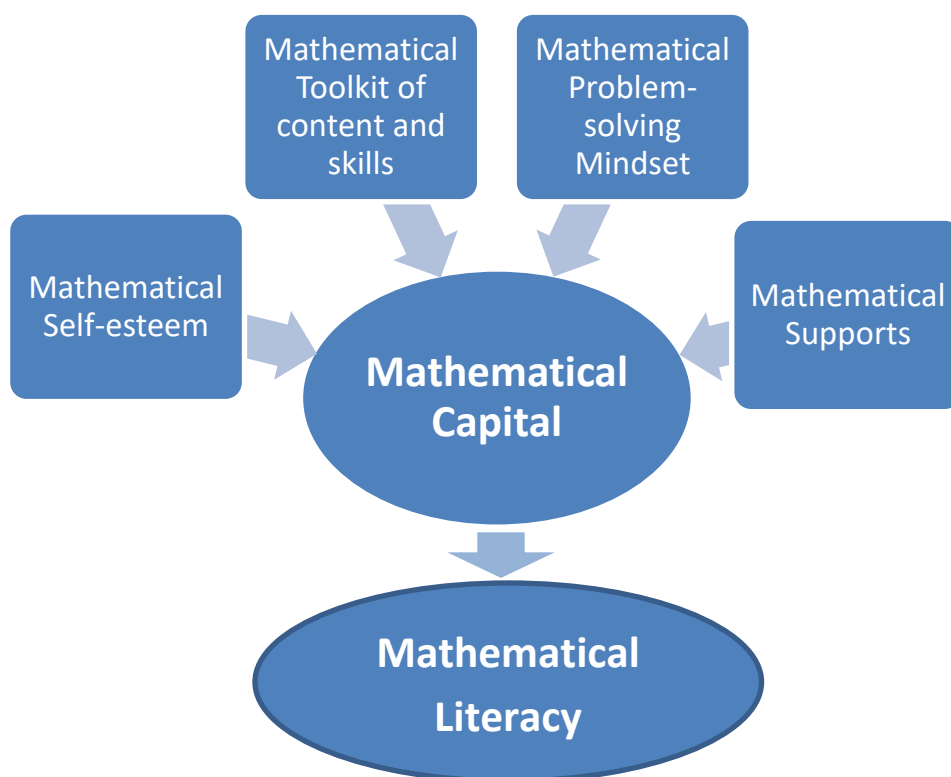 Mathematical
Toolkit of
content and
skills
Mathematical
Problem-
solving
Mindset
Mathematical
Self-esteem
Mathematical
Supports
Mathematical
Capital
Mathematical
Literacy